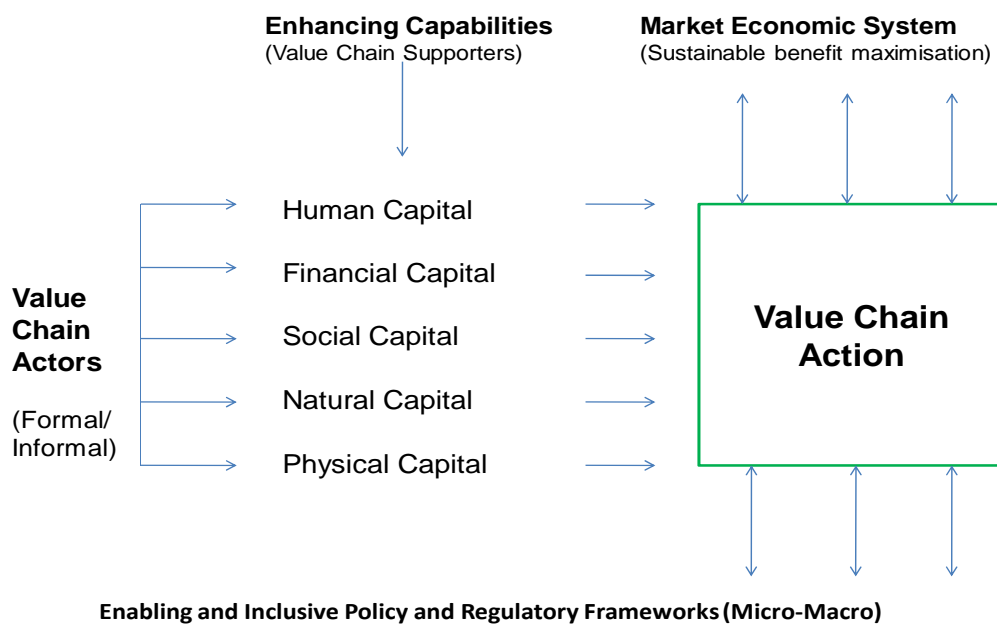 Enhancing Capabilities
(Value Chain Supporters)
Market Economic System
(Sustainable benefit maximisation)
Value
Chain
Actors
(Formal/
Informal)
Human Capital
Financial Capital
Social Capital
Natural Capital
Physical Capital
Value Chain
Action
Enabling and Inclusive Policy and Regulatory Frameworks (Micro-Macro)